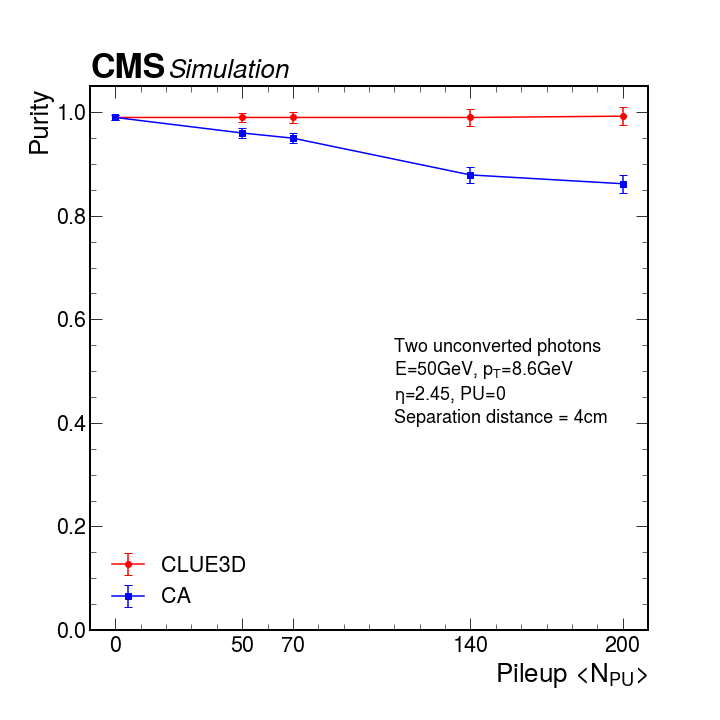 CMS Simulation
Purity
1.0
0.8
0.6
0.4
0.2
0.0
Two unconverted photons
E=50GeV, pT=8.6GeV
η=2.45, PU=0
Separation distance = 4cm
CLUE3D
CA
0 50 70 140 200
Pileup <NPU>